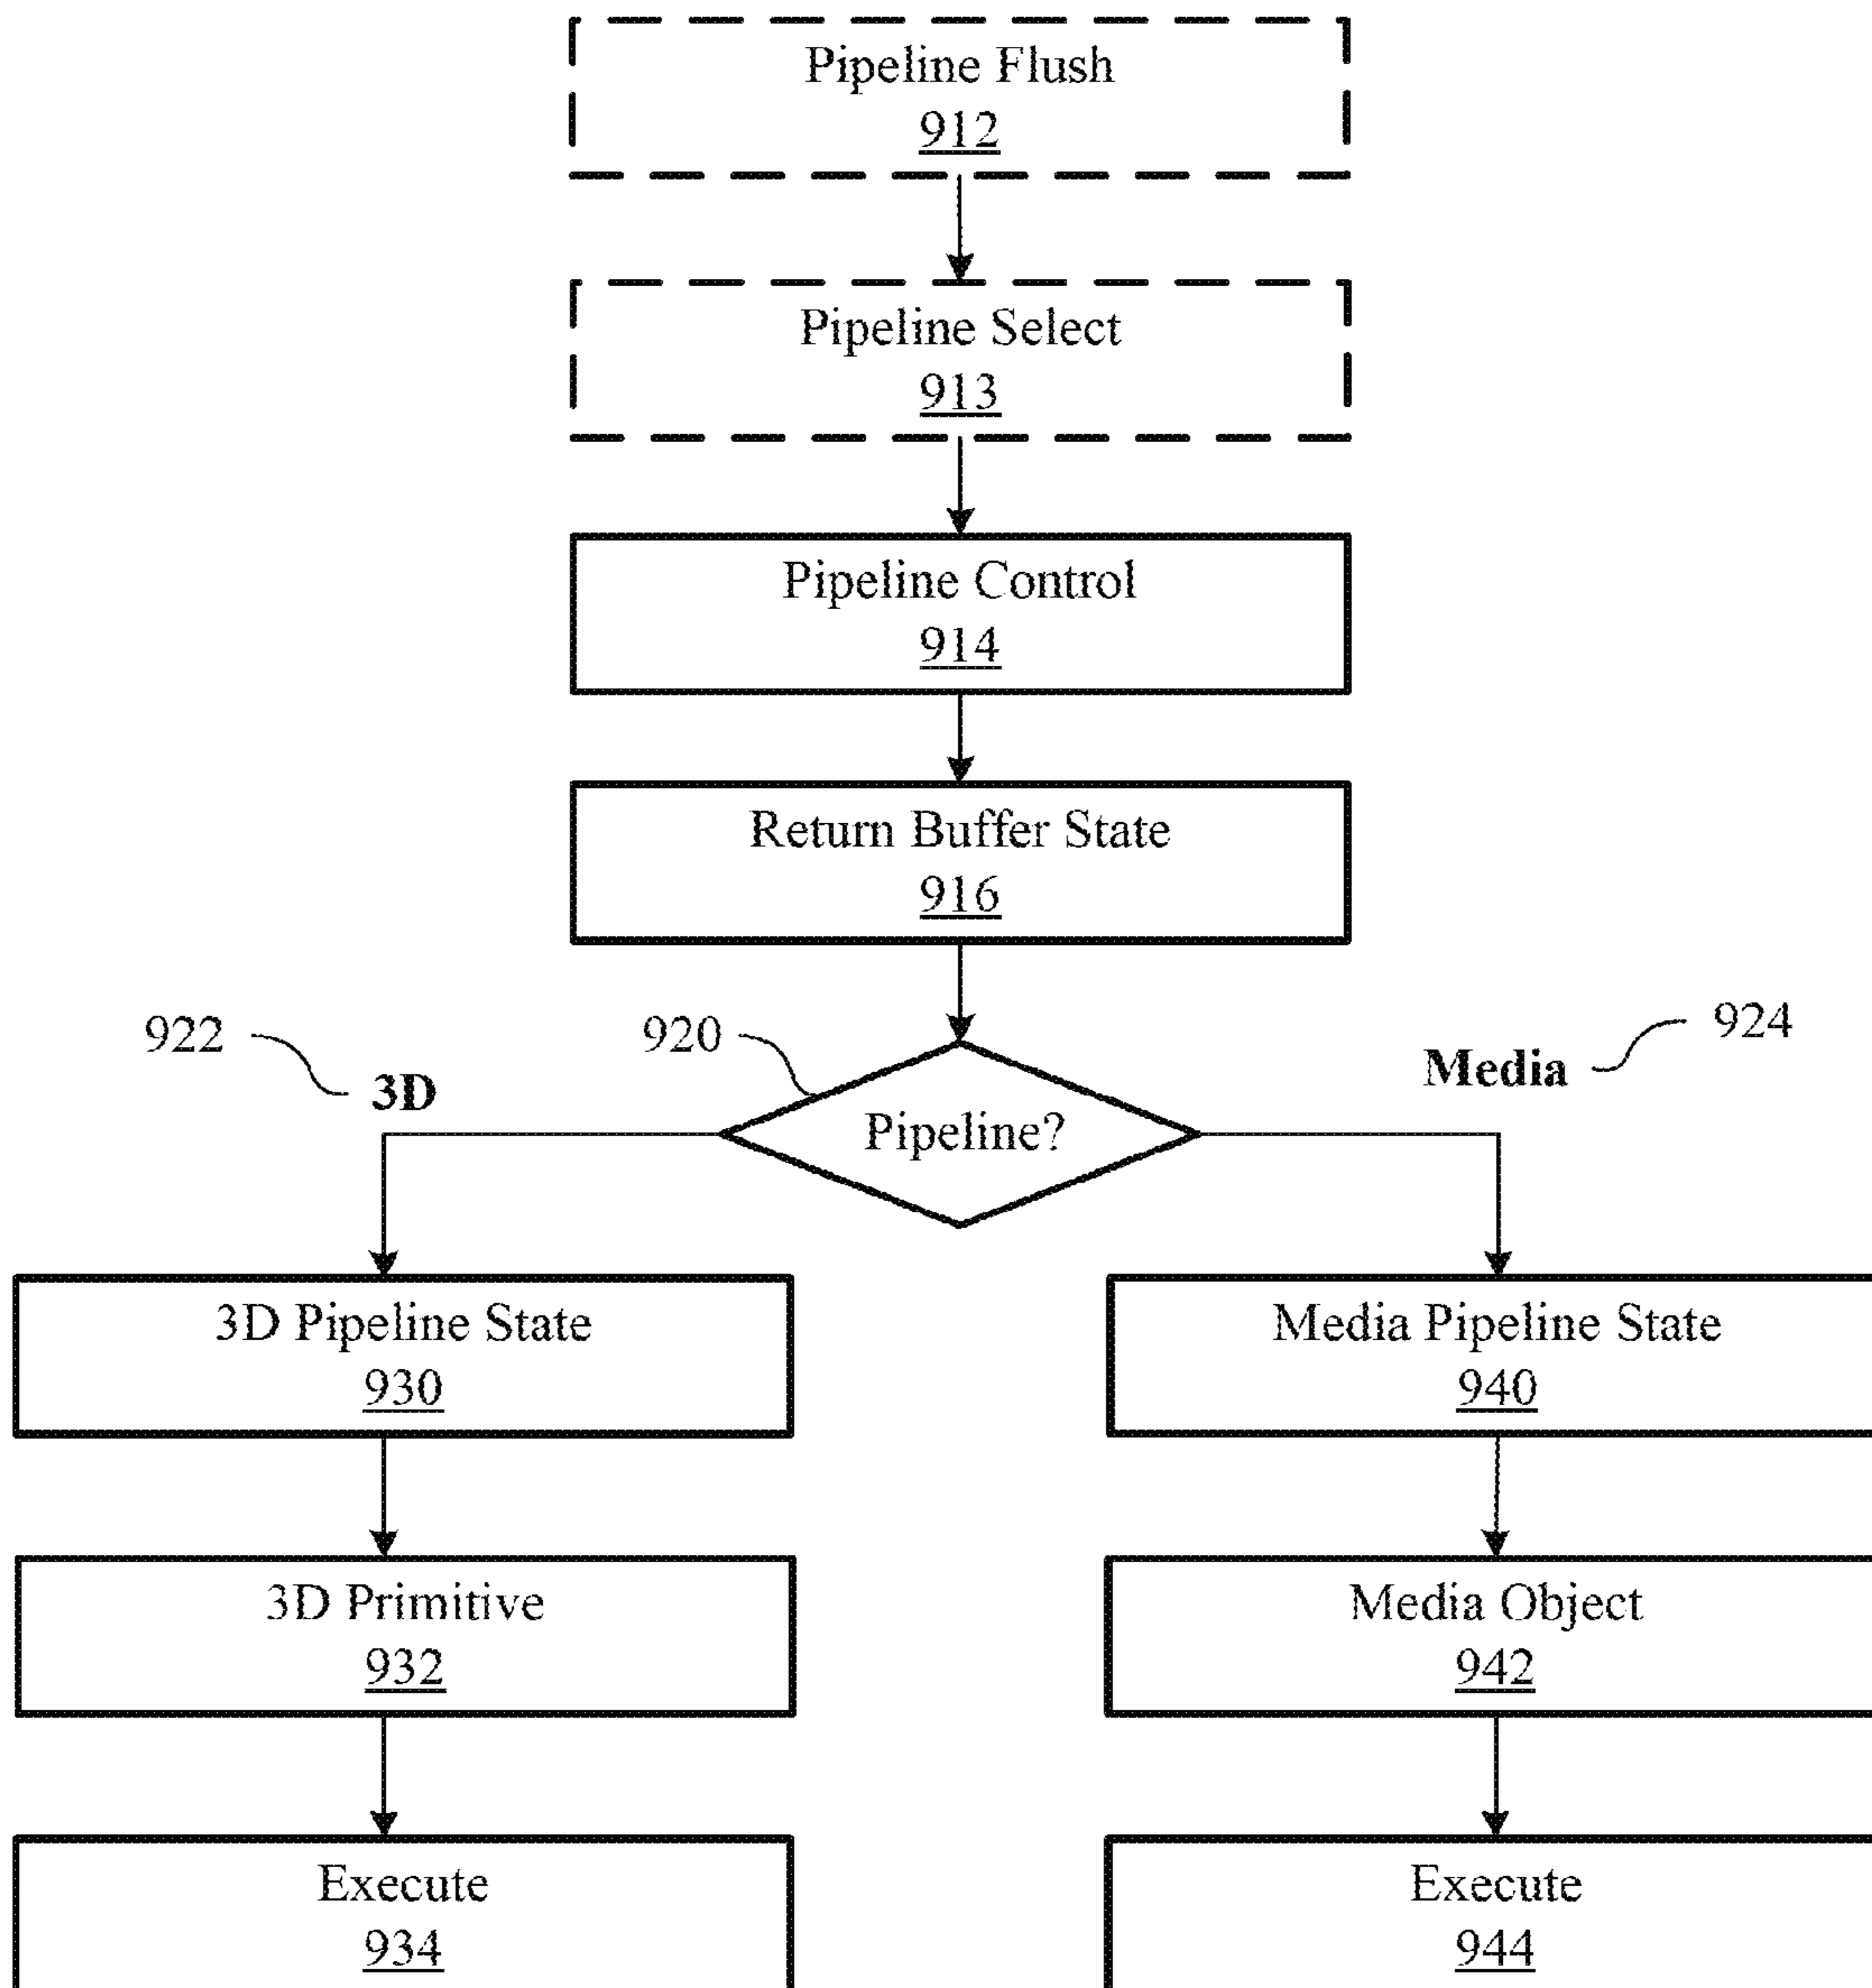 Pipeline Flush
912
Pipeline Select
913
Pipeline Control
914
Return Buffer State
916
922
920
924
3D
Media
Pipeline?
3D Pipeline State
930
Media Pipeline State
940
3D Primitive
932
Media Object
942
Execute
934
Execute
944